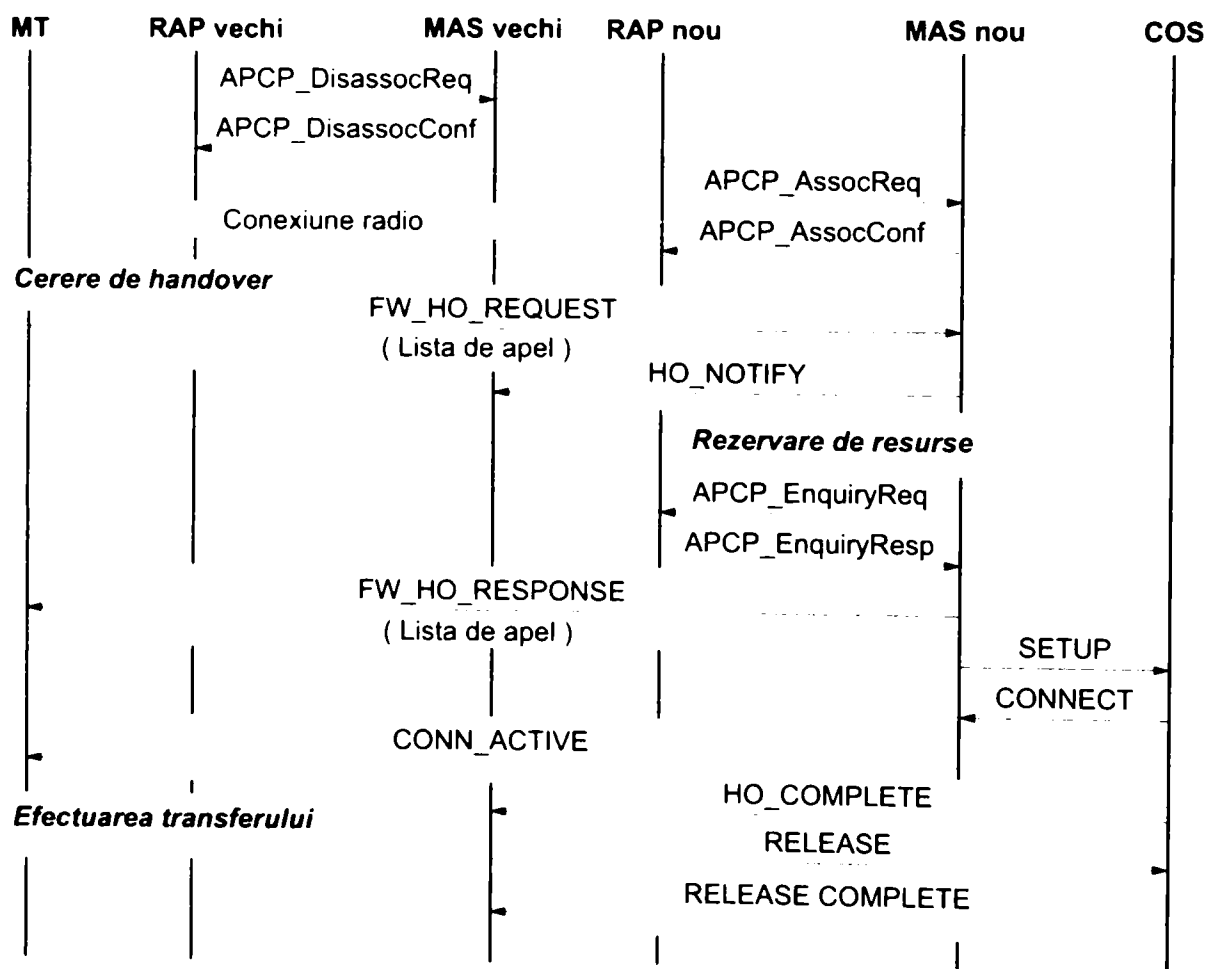 MT RAP vechi MAS vechi RAP nou MAS nou COS
APCP_DisassocReq
APCP_DisassocConf
APCP_AssocReq
Conexiune radio
APCP_AssocConf
Cerere de handover
FW_HO_REQUEST
( Lista de apel )
HO_NOTIFY
Rezervare de resurse
APCP_EnquiryReq
APCP_EnquiryResp
FW_HO_RESPONSE
( Lista de apel )
SETUP
CONNECT
CONN_ACTIVE
HO_COMPLETE
Efectuarea transferului
RELEASE
RELEASE COMPLETE